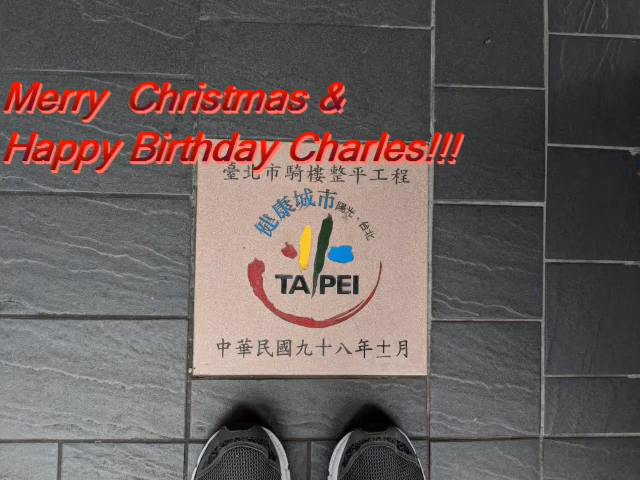 Merry Christmas &
Happy Birthday Charles!!!
臺北市騎樓整平工程
健康城市
陽光・台北
TAIPEI
中華民國九十八年十二月